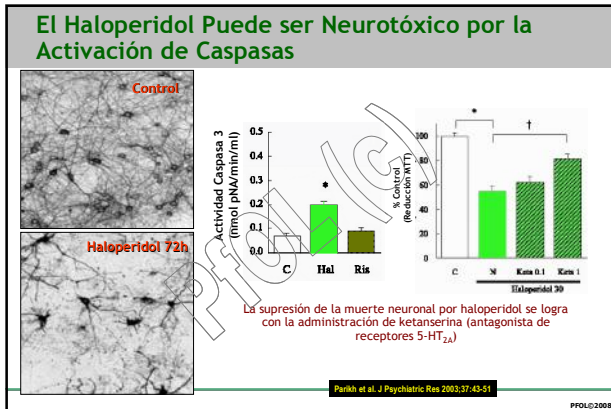 El Haloperidol Puede ser Neurotóxico por la
Activación de Caspasas
Control
Haloperidol 72h
Actividad Caspasa 3
(nmol pNA/min/ml)
0.5
0.4
0.3
0.2
0.1
0.0
*
C Hal Ris
% Control
(Reducción MTT)
100
80
60
40
20
0
* †
C N Keta 0.1 Keta 1
Haloperidol 30
La supresión de la muerte neuronal por haloperidol se logra
con la administración de ketanserina (antagonista de
receptores 5-HT2A)
Parikh et al. J Psychiatric Res 2003;37:43-51
PFOL©2008
PfOL (c)